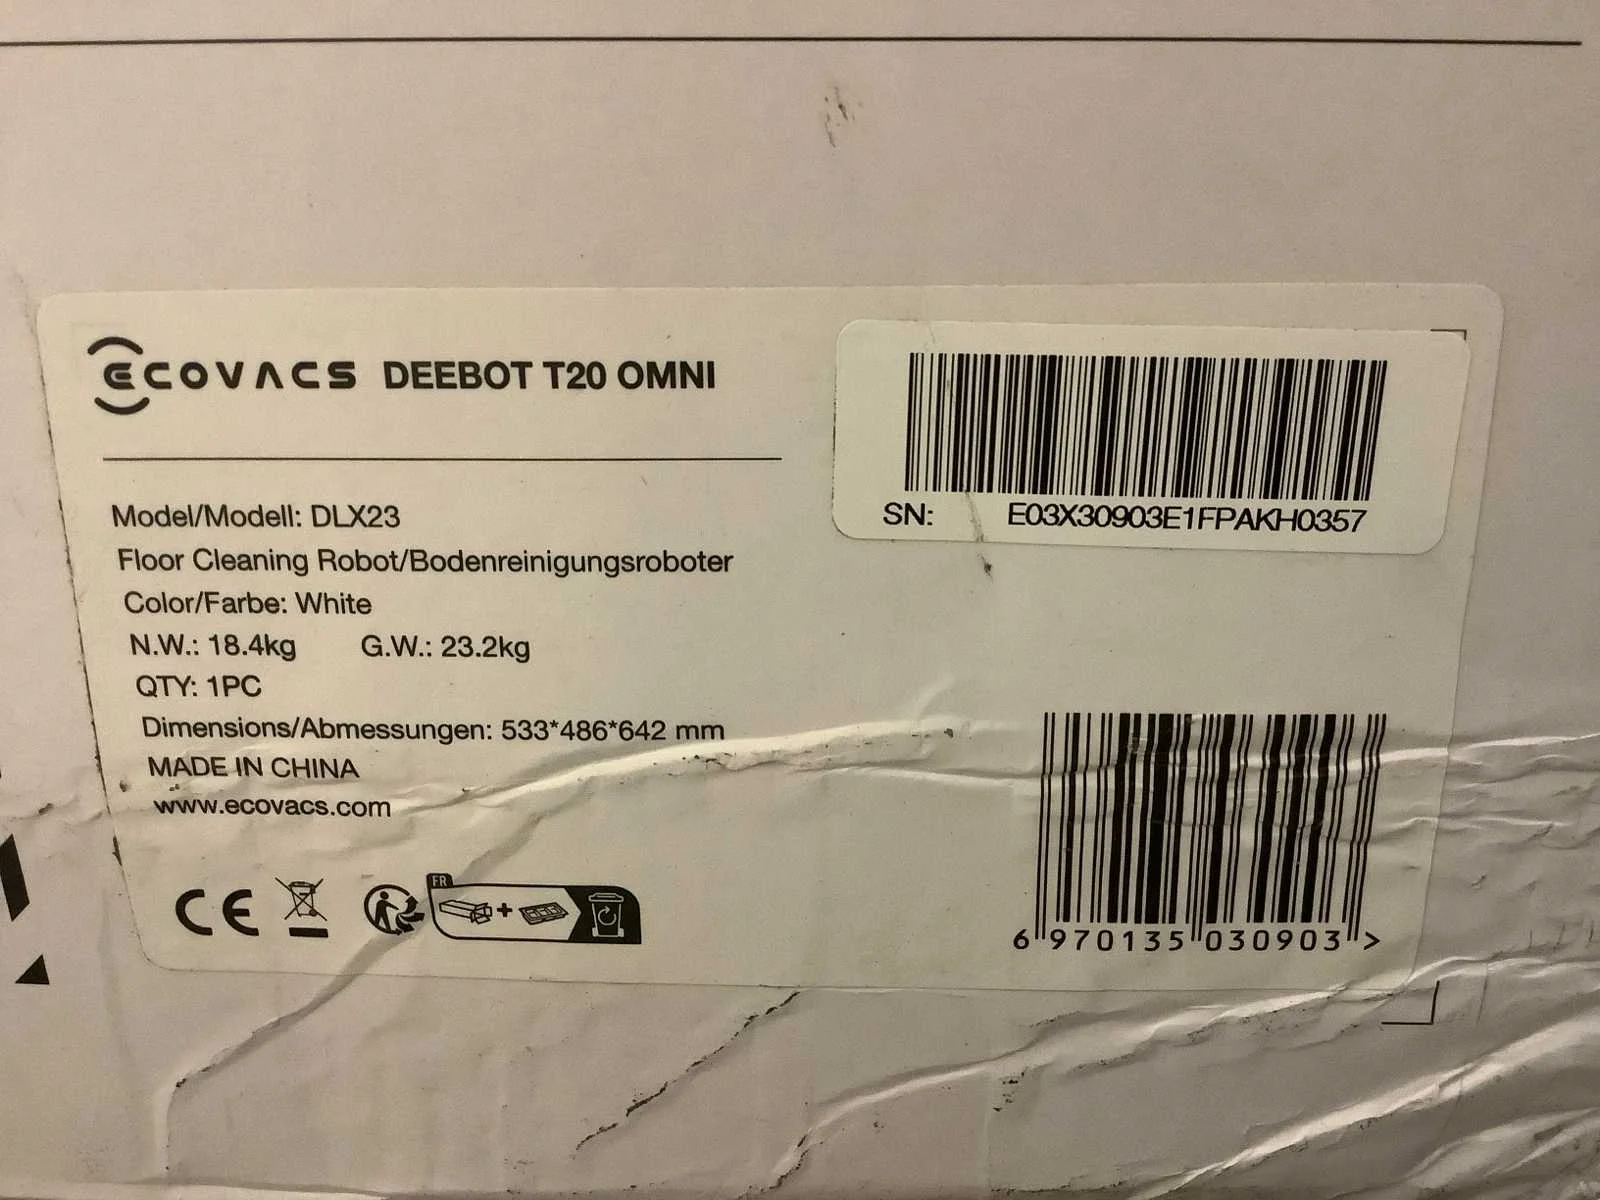 ECOVACS DEEBOT T20 OMNI
Model/Modell: DLX23
Floor Cleaning Robot/Bodenreinigungsroboter
Color/Farbe: White
N.W.: 18.4kg G.W.: 23.2kg
QTY: 1PC
Dimensions/Abmessungen: 533*486*642 mm
MADE IN CHINA
www.ecovacs.com
CE
FR
+
SN: E03X30903E1FPAKH0357
6 970135 030903 >